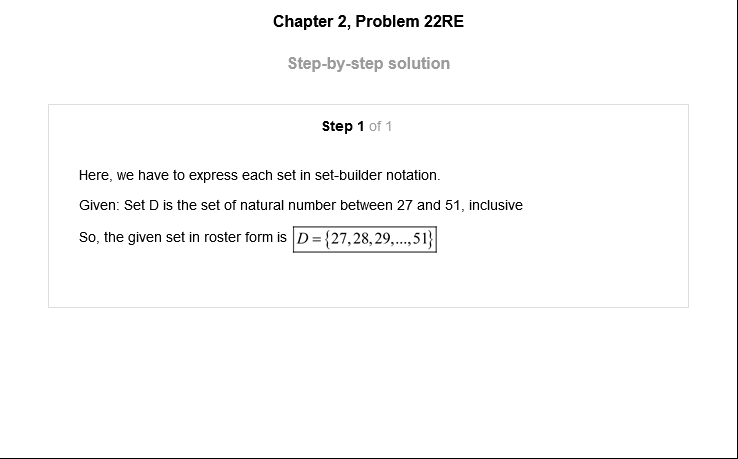 Chapter 2, Problem 22RE
Step-by-step solution
Step 1 of 1
Here, we have to express each set in set-builder notation.
Given: Set D is the set of natural number between 27 and 51, inclusive
So, the given set in roster form is D = {27,28,29,...,51}